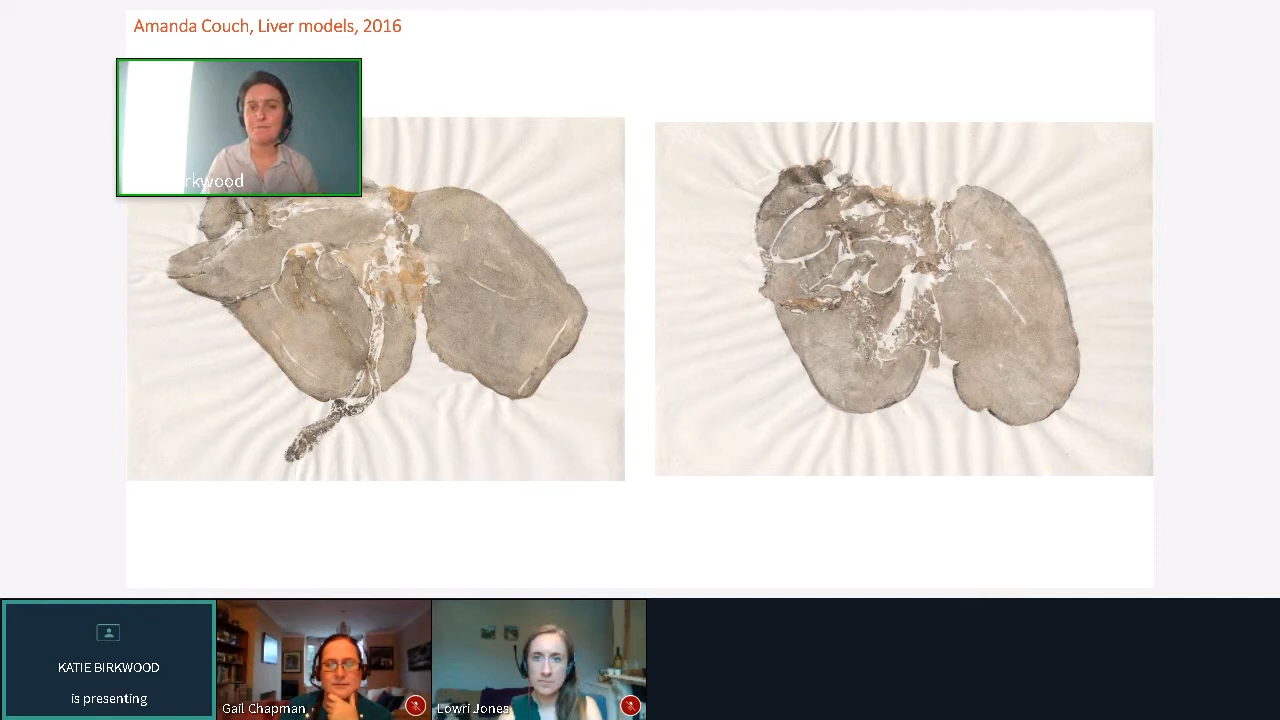 Amanda Couch, Liver models, 2016
rkwood
KATIE BIRKWOOD
is presenting
Gail Chapman
Lowri Jones